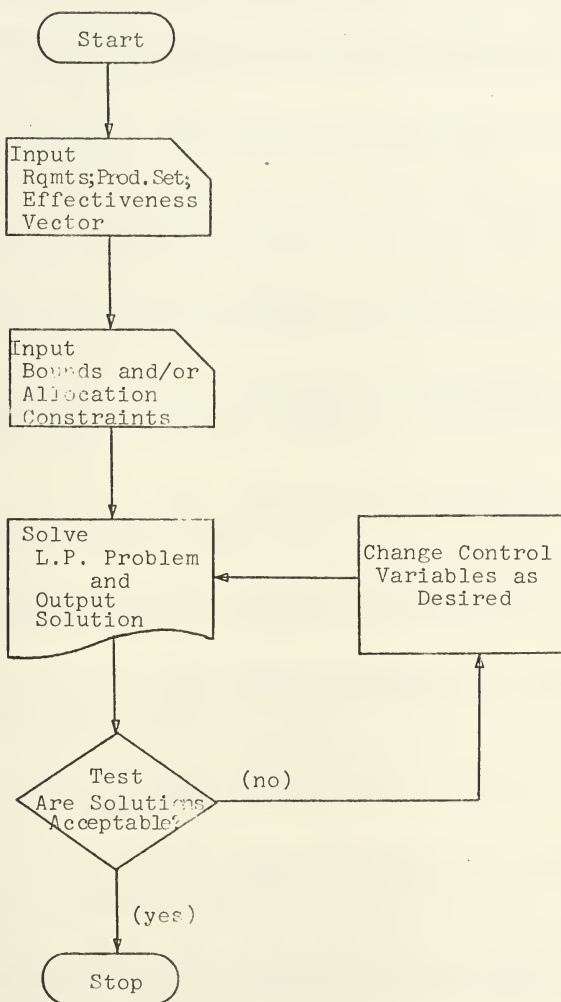 Start
Input
Rqmts;Prod.Set;
Effectiveness
Vector
Input
Bounds and/or
Allocation
Constraints
Solve
L.P. Problem
and
Output
Solution
Change Control
Variables as
Desired
Test
Are Solutions
Acceptable?
(no)
(yes)
Stop